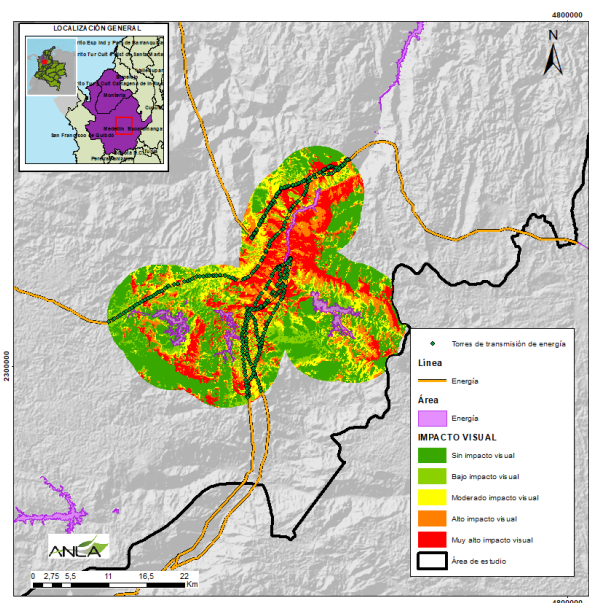 4800000
LOCALIZACIÓN GENERAL
Montería
Medellín
Bucaramanga
N
2300000
Torres de transmisión de energía
Línea
Energía
Área
Energía
IMPACTO VISUAL
Sin impacto visual
Bajo impacto visual
Moderado impacto visual
Alto impacto visual
Muy alto impacto visual
Área de estudio
ANLA
0 2,75 5,5 11 16,5 22
Km
4800000